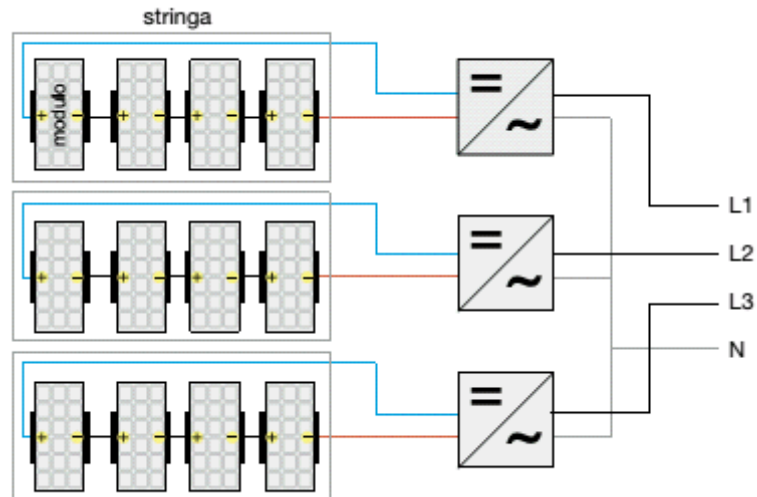 stringa
modulo
+ − + − + − + −
= ~
L1
+ − + − + − + −
= ~
L2
L3
N
+ − + − + − + −
= ~